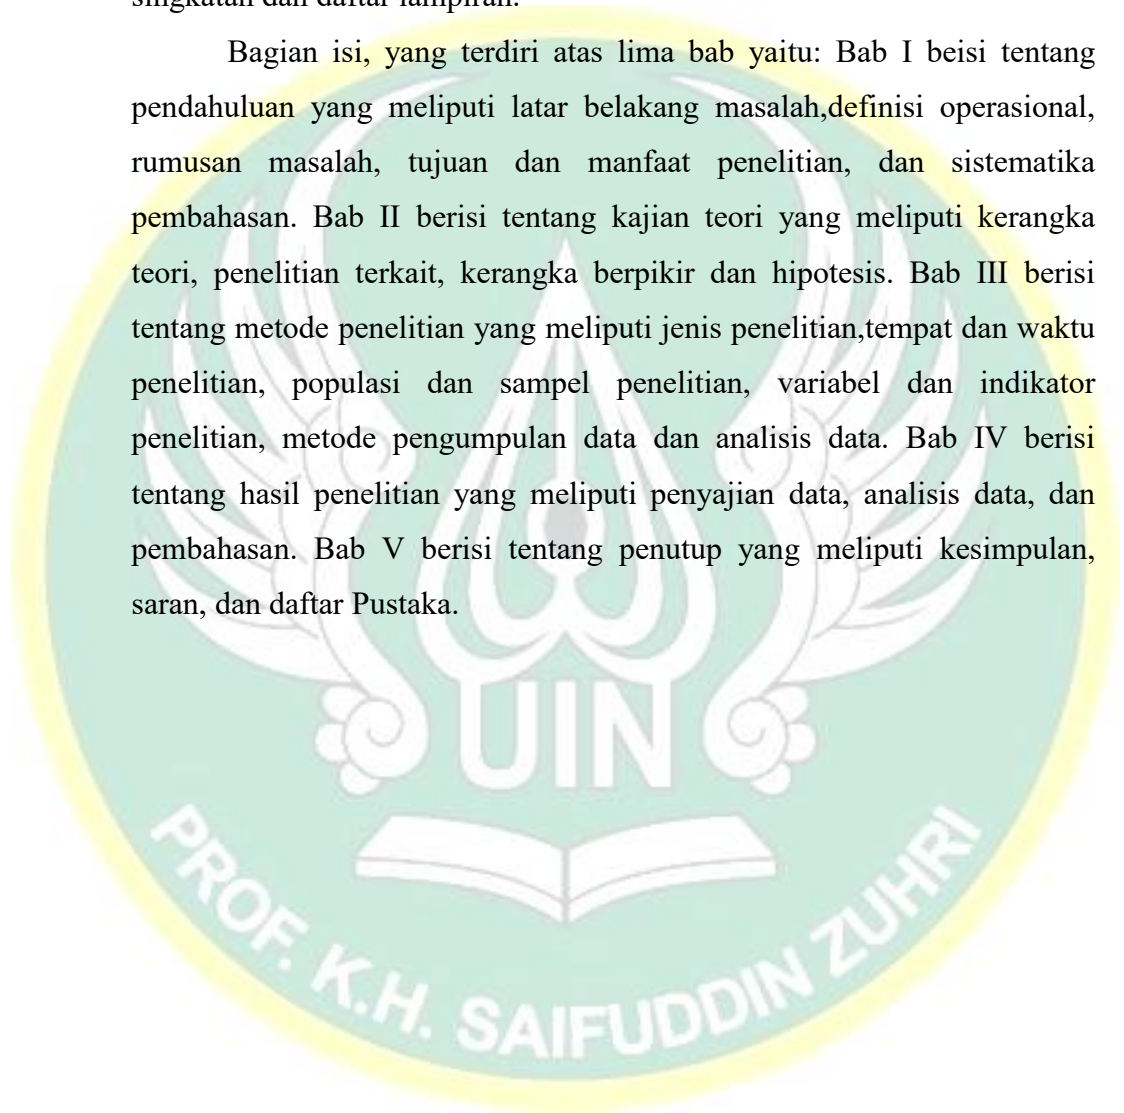 singkatan dan daftar lampiran.
Bagian isi, yang terdiri atas lima bab yaitu: Bab I beisi tentang
pendahuluan yang meliputi latar belakang masalah,definisi operasional,
rumusan masalah, tujuan dan manfaat penelitian, dan sistematika
pembahasan. Bab II berisi tentang kajian teori yang meliputi kerangka
teori, penelitian terkait, kerangka berpikir dan hipotesis. Bab III berisi
tentang metode penelitian yang meliputi jenis penelitian,tempat dan waktu
penelitian, populasi dan sampel penelitian, variabel dan indikator
penelitian, metode pengumpulan data dan analisis data. Bab IV berisi
tentang hasil penelitian yang meliputi penyajian data, analisis data, dan
pembahasan. Bab V berisi tentang penutup yang meliputi kesimpulan,
saran, dan daftar Pustaka.
UIN
PROF. K.H. SAIFUDDIN ZUHRI